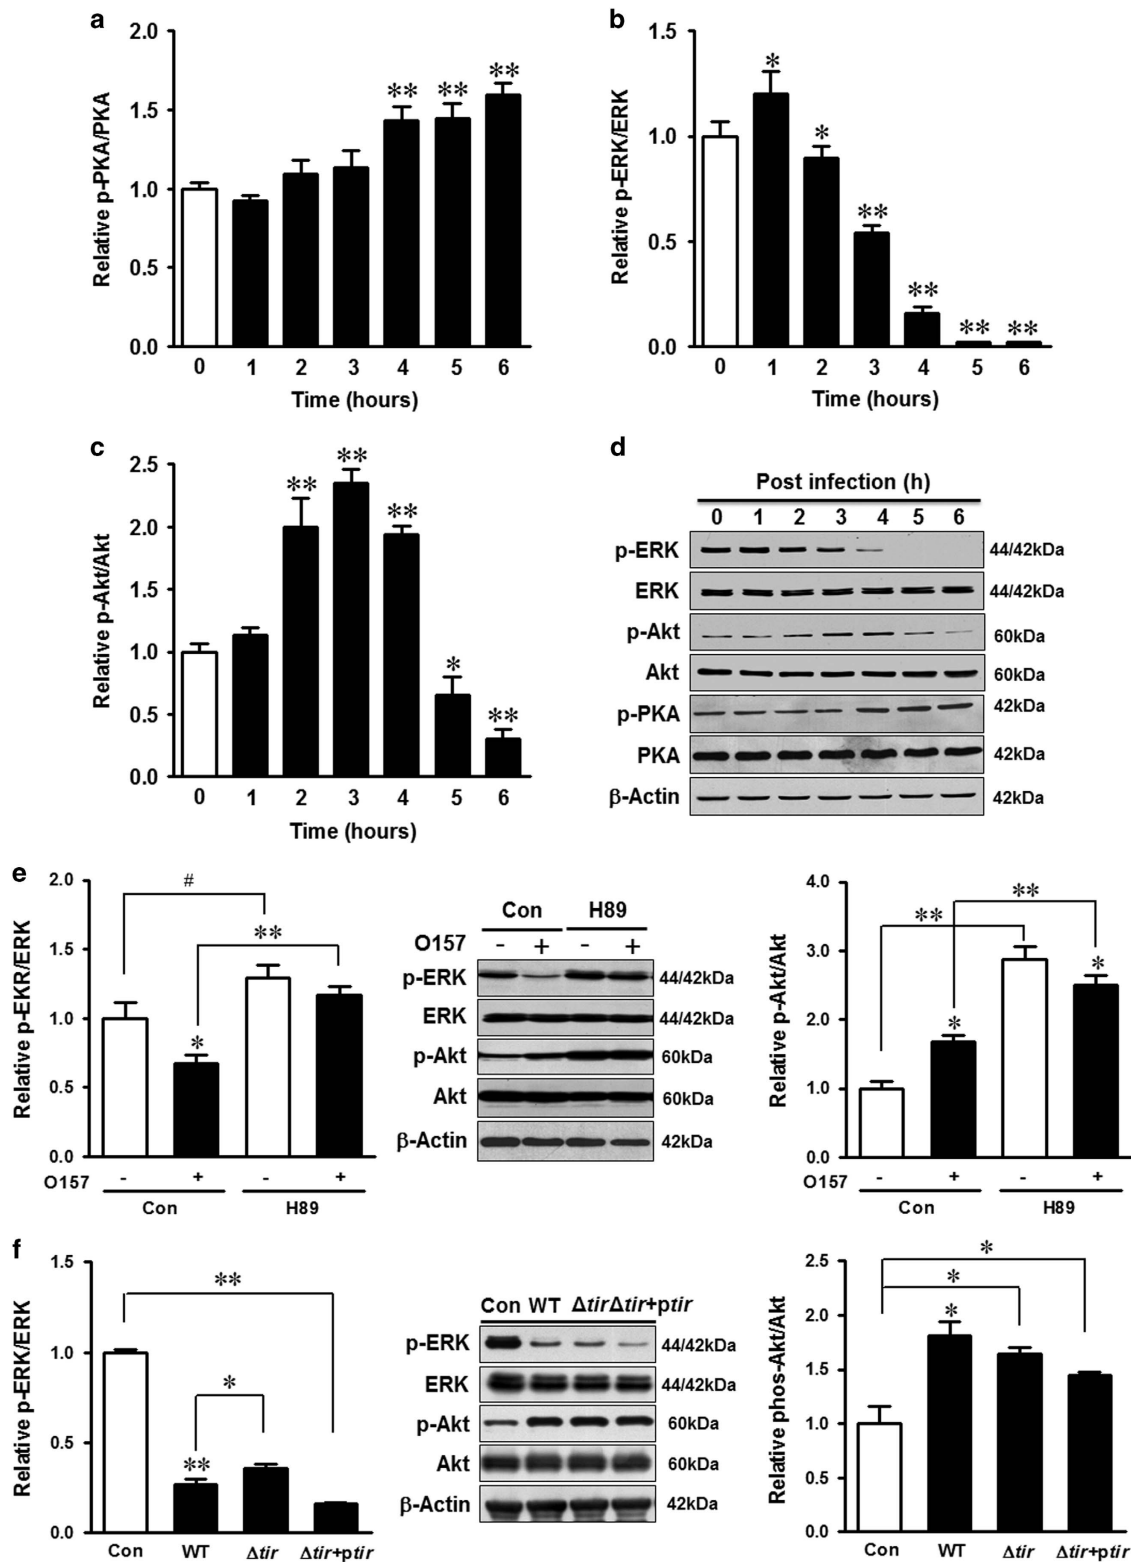 a
Relative p-PKA/PKA
2.0
1.5
1.0
0.5
0.0
** ** **
0 1 2 3 4 5 6
Time (hours)
b
Relative p-ERK/ERK
1.5
1.0
0.5
0.0
* * ** ** ** **
0 1 2 3 4 5 6
Time (hours)
c
Relative p-Akt/Akt
2.5
2.0
1.5
1.0
0.5
0.0
** ** ** * **
0 1 2 3 4 5 6
Time (hours)
d
Post infection (h)
0 1 2 3 4 5 6
p-ERK 44/42kDa
ERK 44/42kDa
p-Akt 60kDa
Akt 60kDa
p-PKA 42kDa
PKA 42kDa
β-Actin 42kDa
e
Relative p-EKR/ERK
2.0
1.5
1.0
0.5
0.0
#
**
*
O157 - + - +
Con H89
Con H89
O157 - + - +
p-ERK 44/42kDa
ERK 44/42kDa
p-Akt 60kDa
Akt 60kDa
β-Actin 42kDa
Relative p-Akt/Akt
4.0
3.0
2.0
1.0
0.0
**
**
*
*
O157 - + - +
Con H89
f
Relative p-ERK/ERK
1.5
1.0
0.5
0.0
**
*
**
Con WT Δtir Δtir+ptir
Con WT ΔtirΔtir+ptir
p-ERK 44/42kDa
ERK 44/42kDa
p-Akt 60kDa
Akt 60kDa
β-Actin 42kDa
Relative phos-Akt/Akt
2.5
2.0
1.5
1.0
0.5
0.0
*
*
*
Con WT Δtir Δtir+ptir